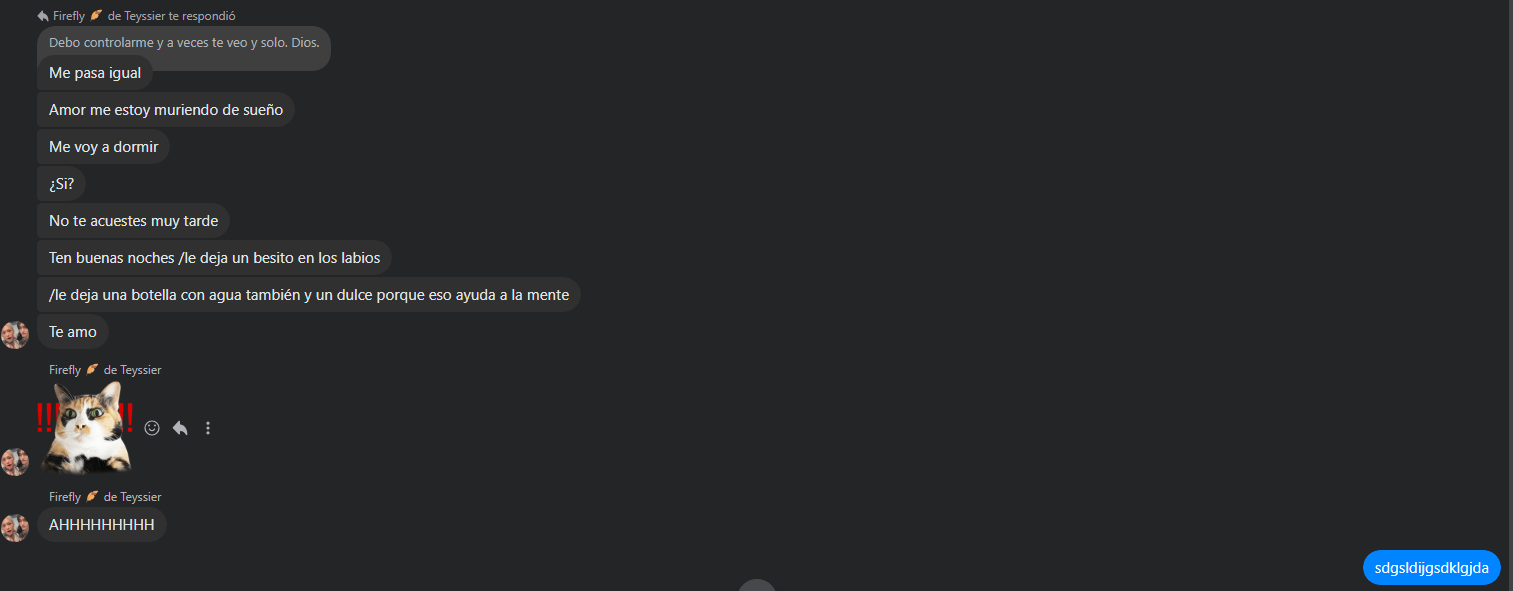 Firefly 🍂 de Teyssier te respondió
Debo controlarme y a veces te veo y solo. Dios.
Me pasa igual
Amor me estoy muriendo de sueño
Me voy a dormir
¿Si?
No te acuestes muy tarde
Ten buenas noches /le deja un besito en los labios
/le deja una botella con agua también y un dulce porque eso ayuda a la mente
Te amo
Firefly 🍂 de Teyssier
!!! !!
Firefly 🍂 de Teyssier
AHHHHHHHHH
sdgsldijgsdklgjda